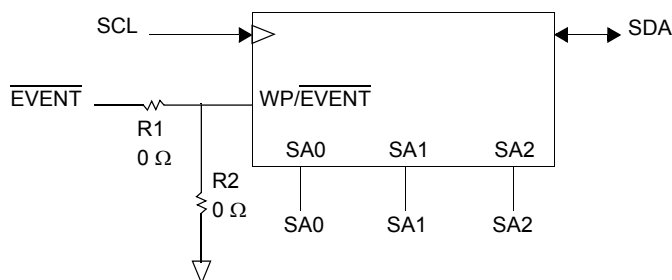 SCL
SDA
EVENT
WP/EVENT
R1
0 Ω
SA0 SA1 SA2
R2
0 Ω
SA0 SA1 SA2